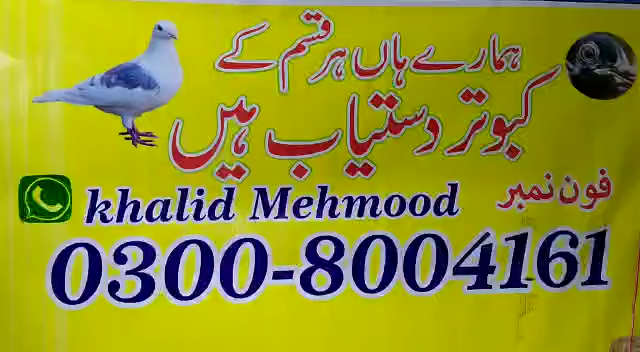 ہمارے ہاں ہر قسم کے
کبوتر دستیاب ہیں
فون نمبر
khalid Mehmood
0300-8004161